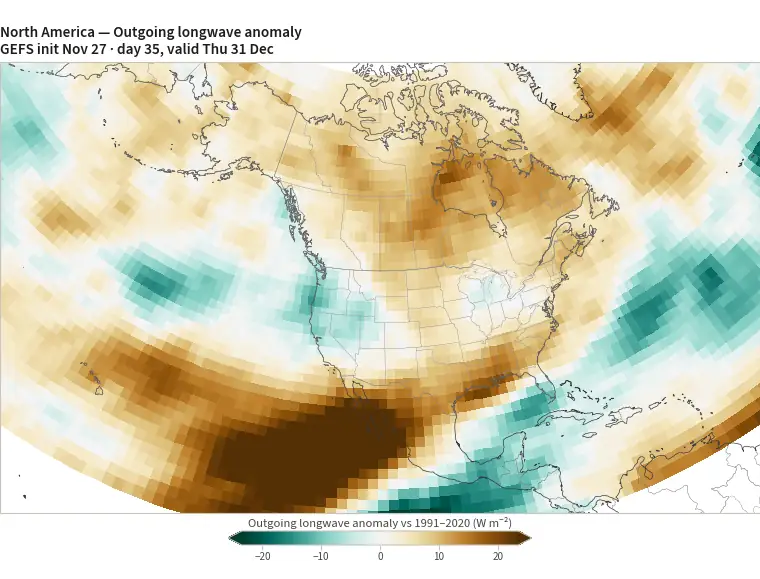 North America — Outgoing longwave anomaly
GEFS init Nov 27 · day 35, valid Thu 31 Dec
Outgoing longwave anomaly vs 1991–2020 (W m⁻²)
−20 −10 0 10 20